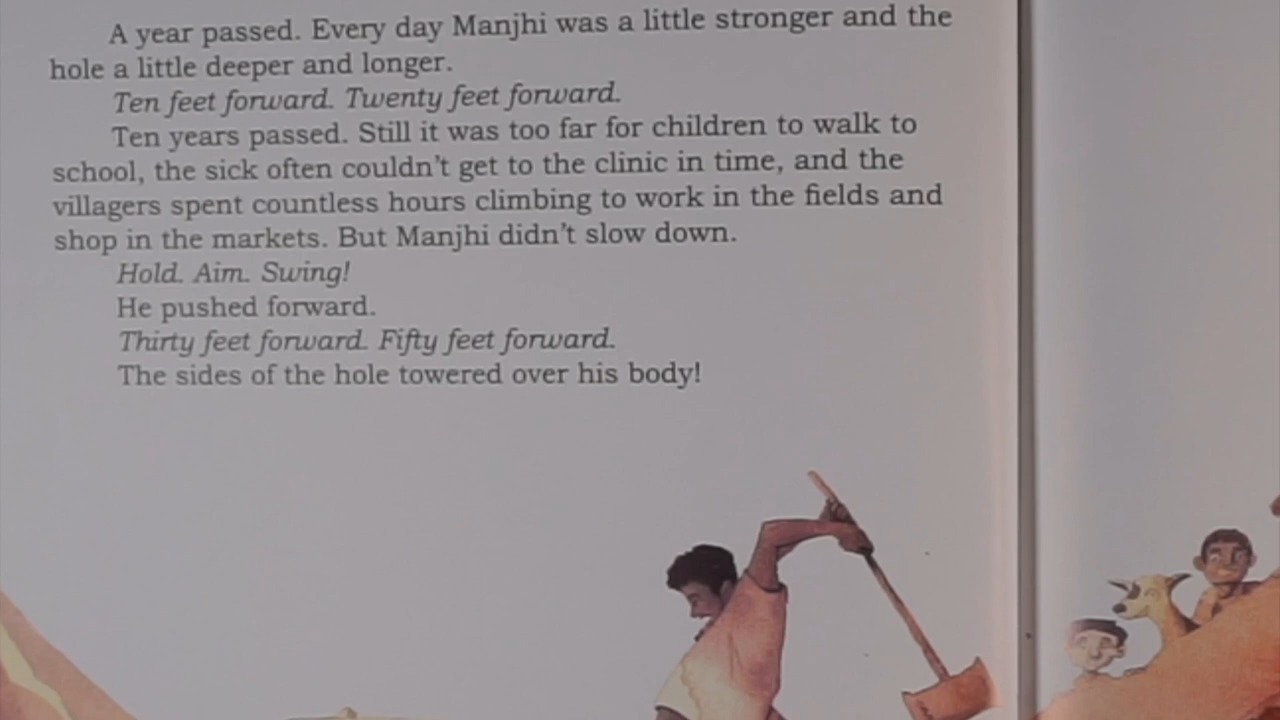 A year passed. Every day Manjhi was a little stronger and the
hole a little deeper and longer.
Ten feet forward. Twenty feet forward.
Ten years passed. Still it was too far for children to walk to
school, the sick often couldn't get to the clinic in time, and the
villagers spent countless hours climbing to work in the fields and
shop in the markets. But Manjhi didn't slow down.
Hold. Aim. Swing!
He pushed forward.
Thirty feet forward. Fifty feet forward.
The sides of the hole towered over his body!